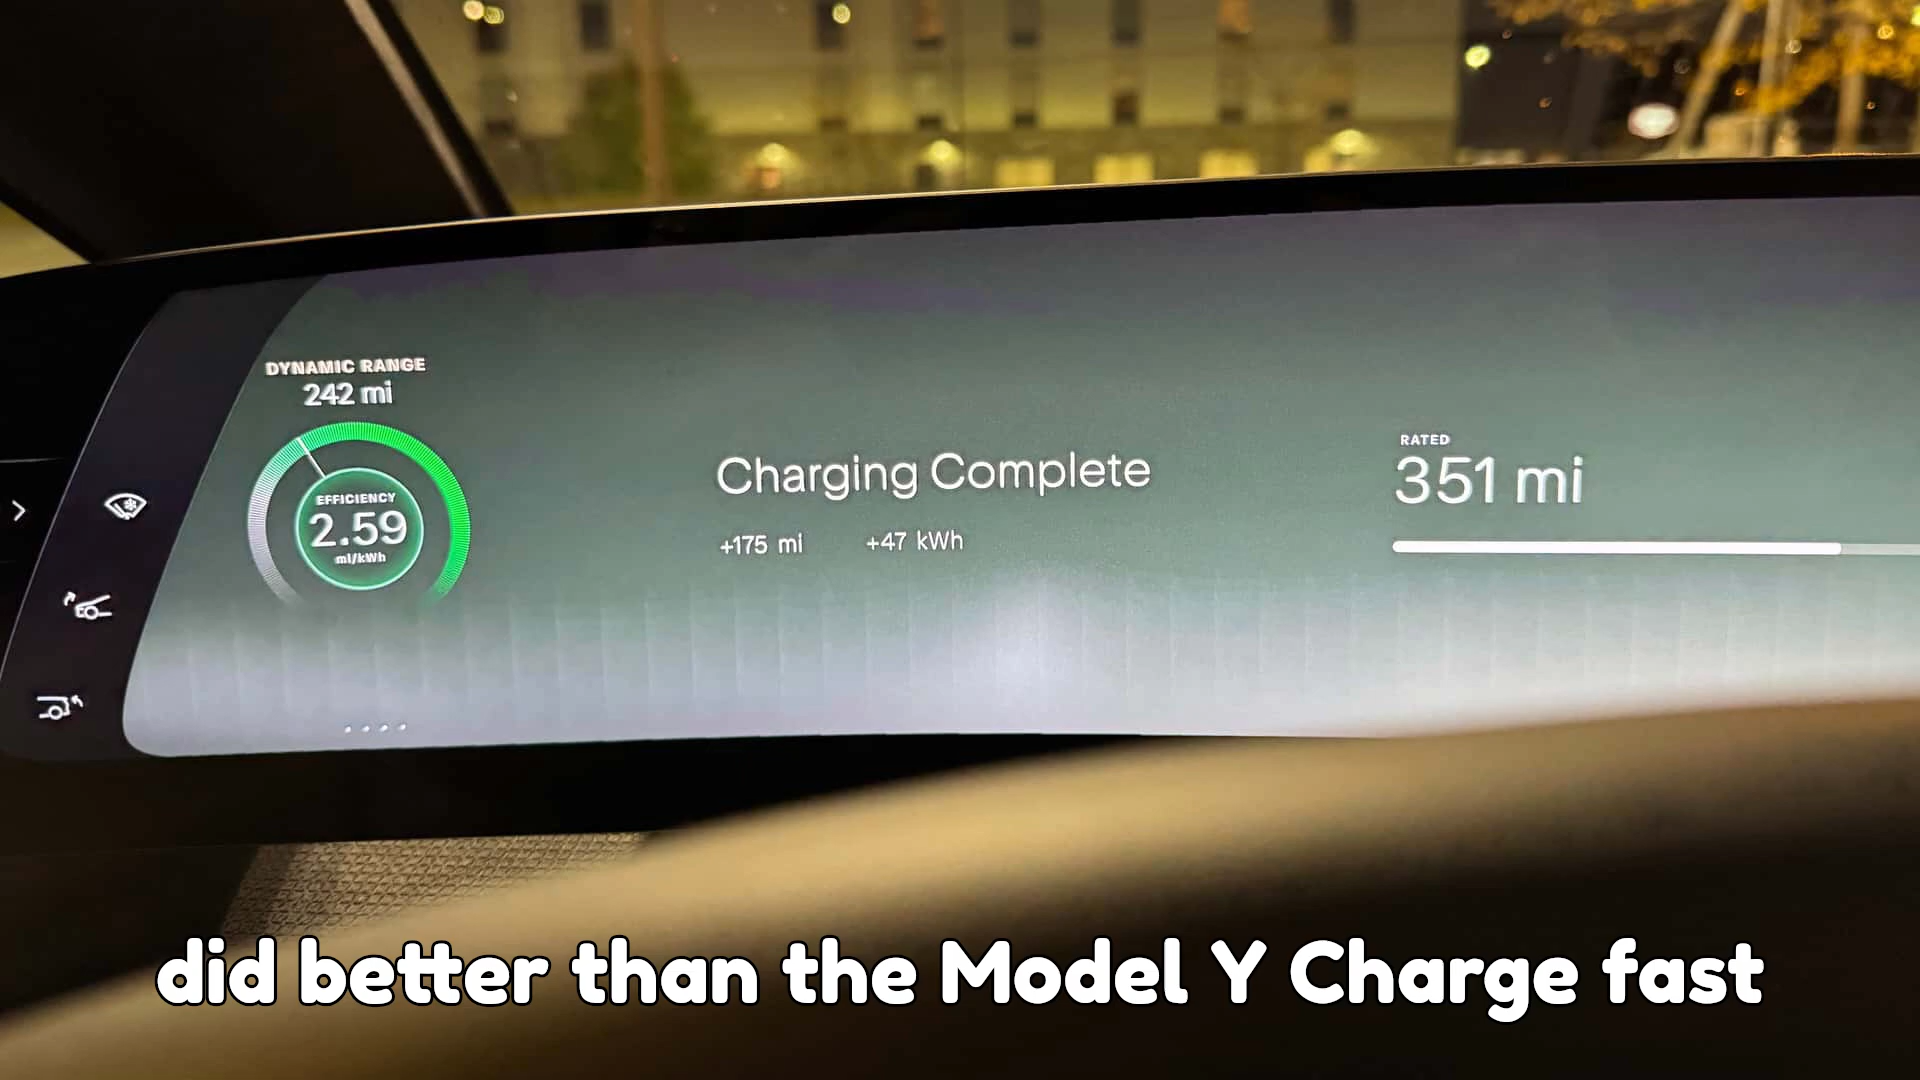 DYNAMIC RANGE
242 mi
EFFICIENCY
2.59
mi/kWh
Charging Complete
+175 mi +47 kWh
RATED
351 mi
did better than the Model Y Charge fast